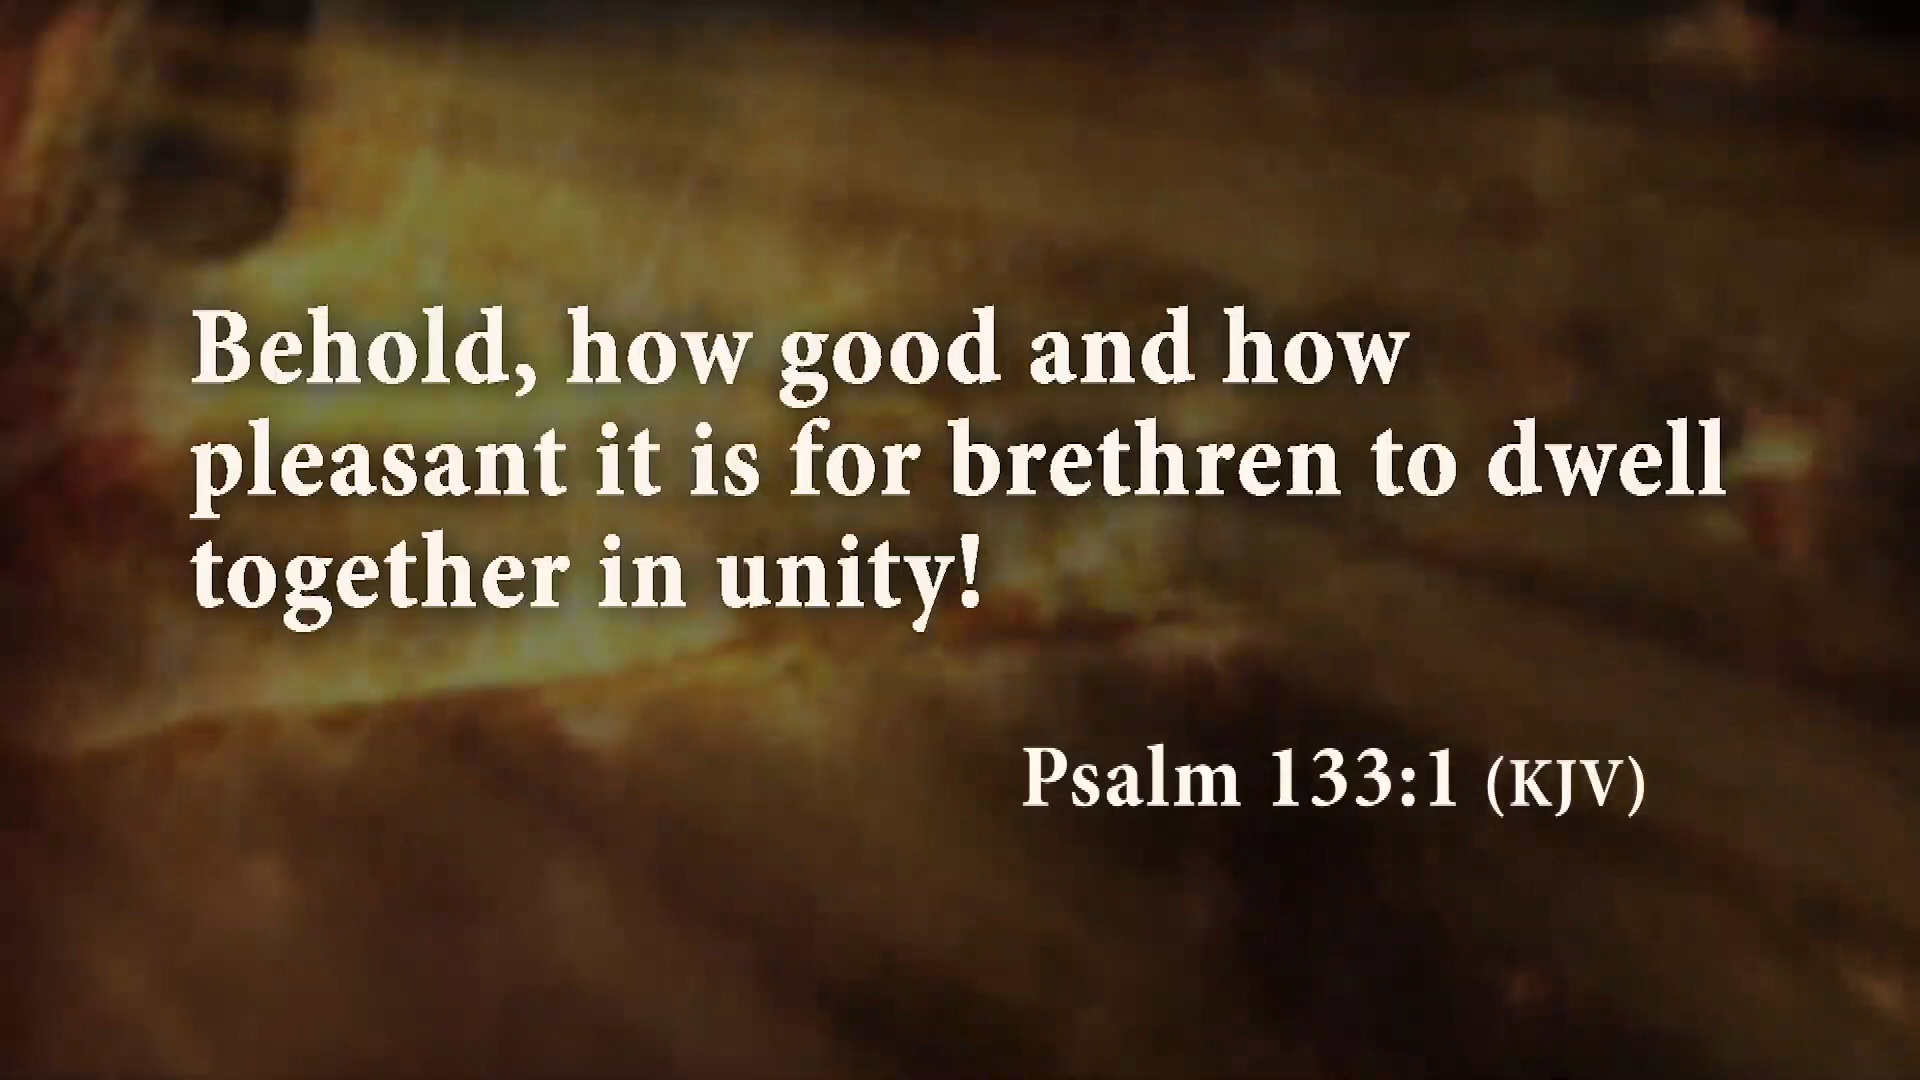 Behold, how good and how
pleasant it is for brethren to dwell
together in unity!
Psalm 133:1 (KJV)